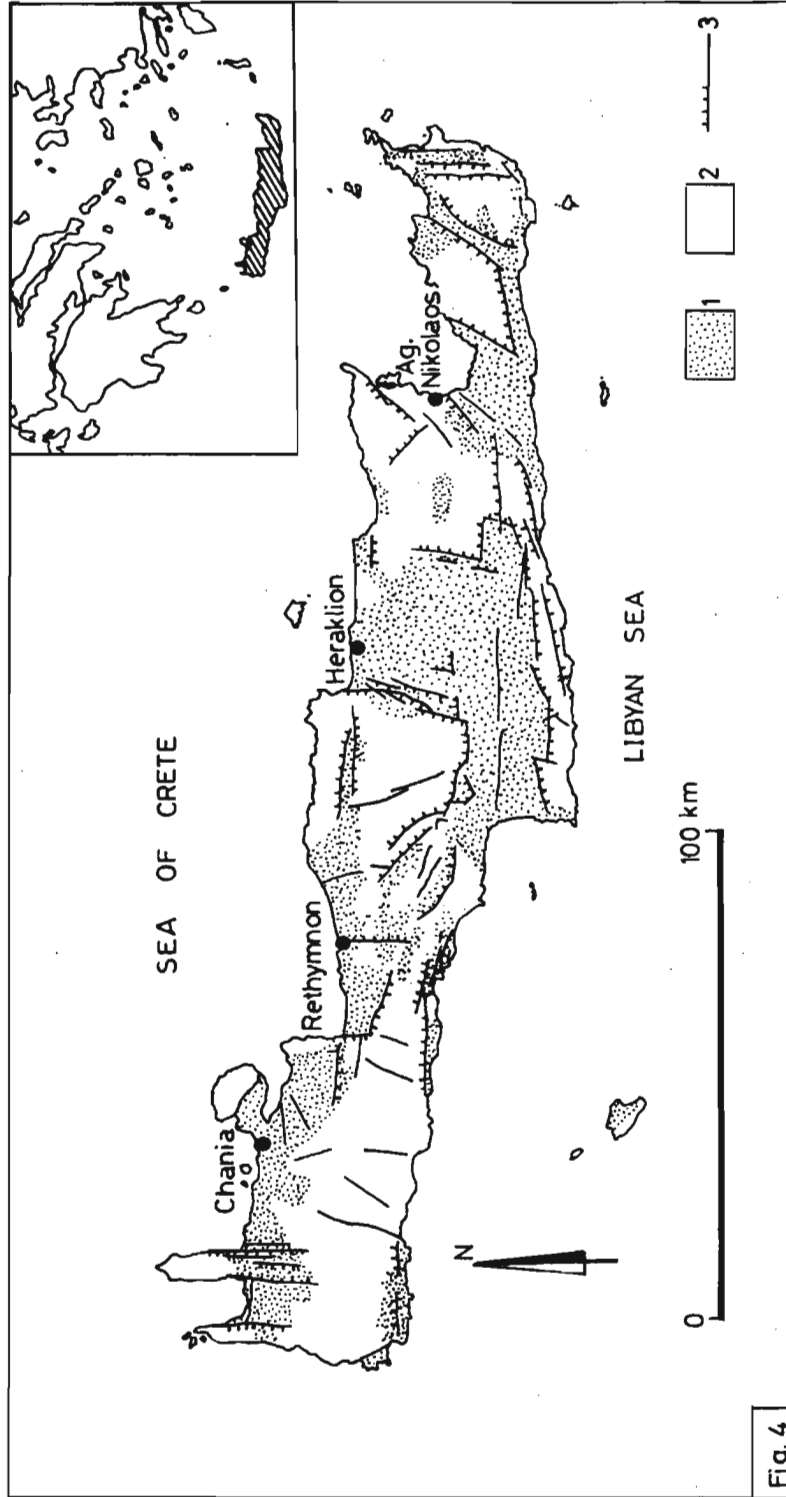 SEA OF CRETE
Chania
Rethymnon
Heraklion
Ag.
Nikolaos
LIBYAN SEA
N
0
100 km
1
2
3
Fig. 4